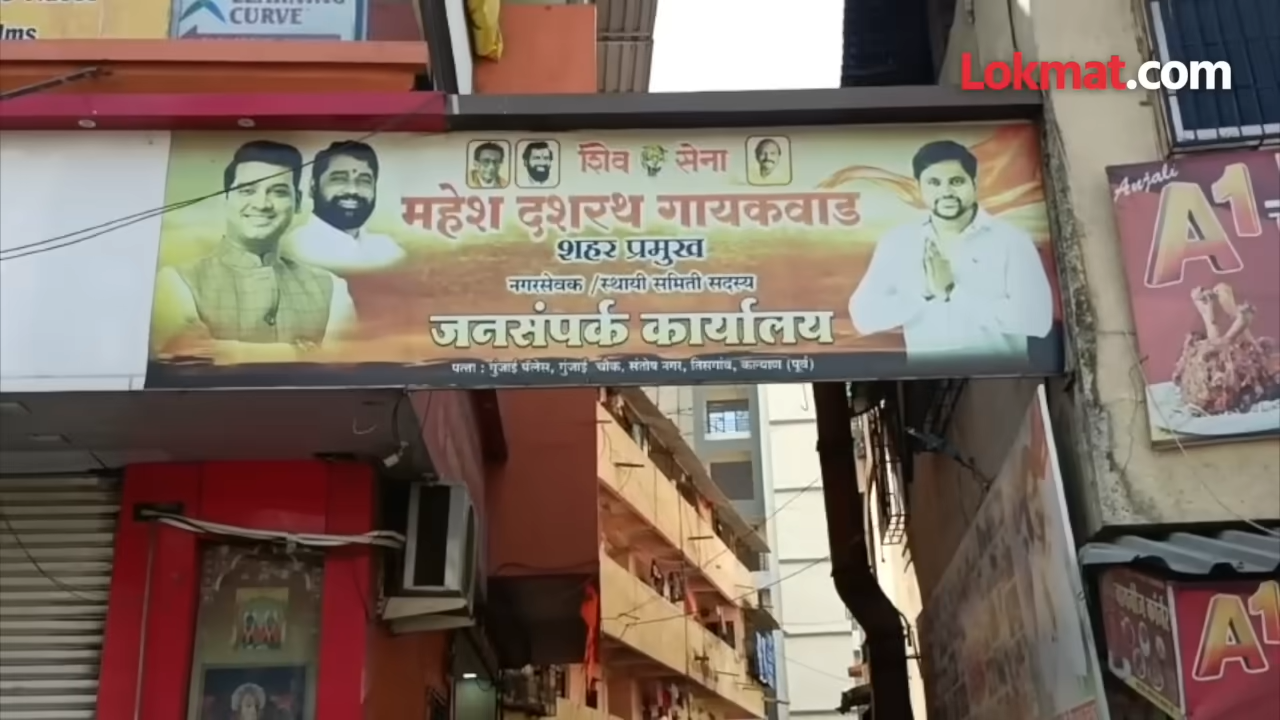 CURVE
lms
Lokmat.com
शिव सेना
महेश दशरथ गायकवाड
शहर प्रमुख
नगरसेवक / स्थायी समिती सदस्य
जनसंपर्क कार्यालय
पत्ता : गुंजाई पॅलेस, गुंजाई चौक, संतोष नगर, तिसगांव, कल्याण (पूर्व)
Anjali
A1
A1